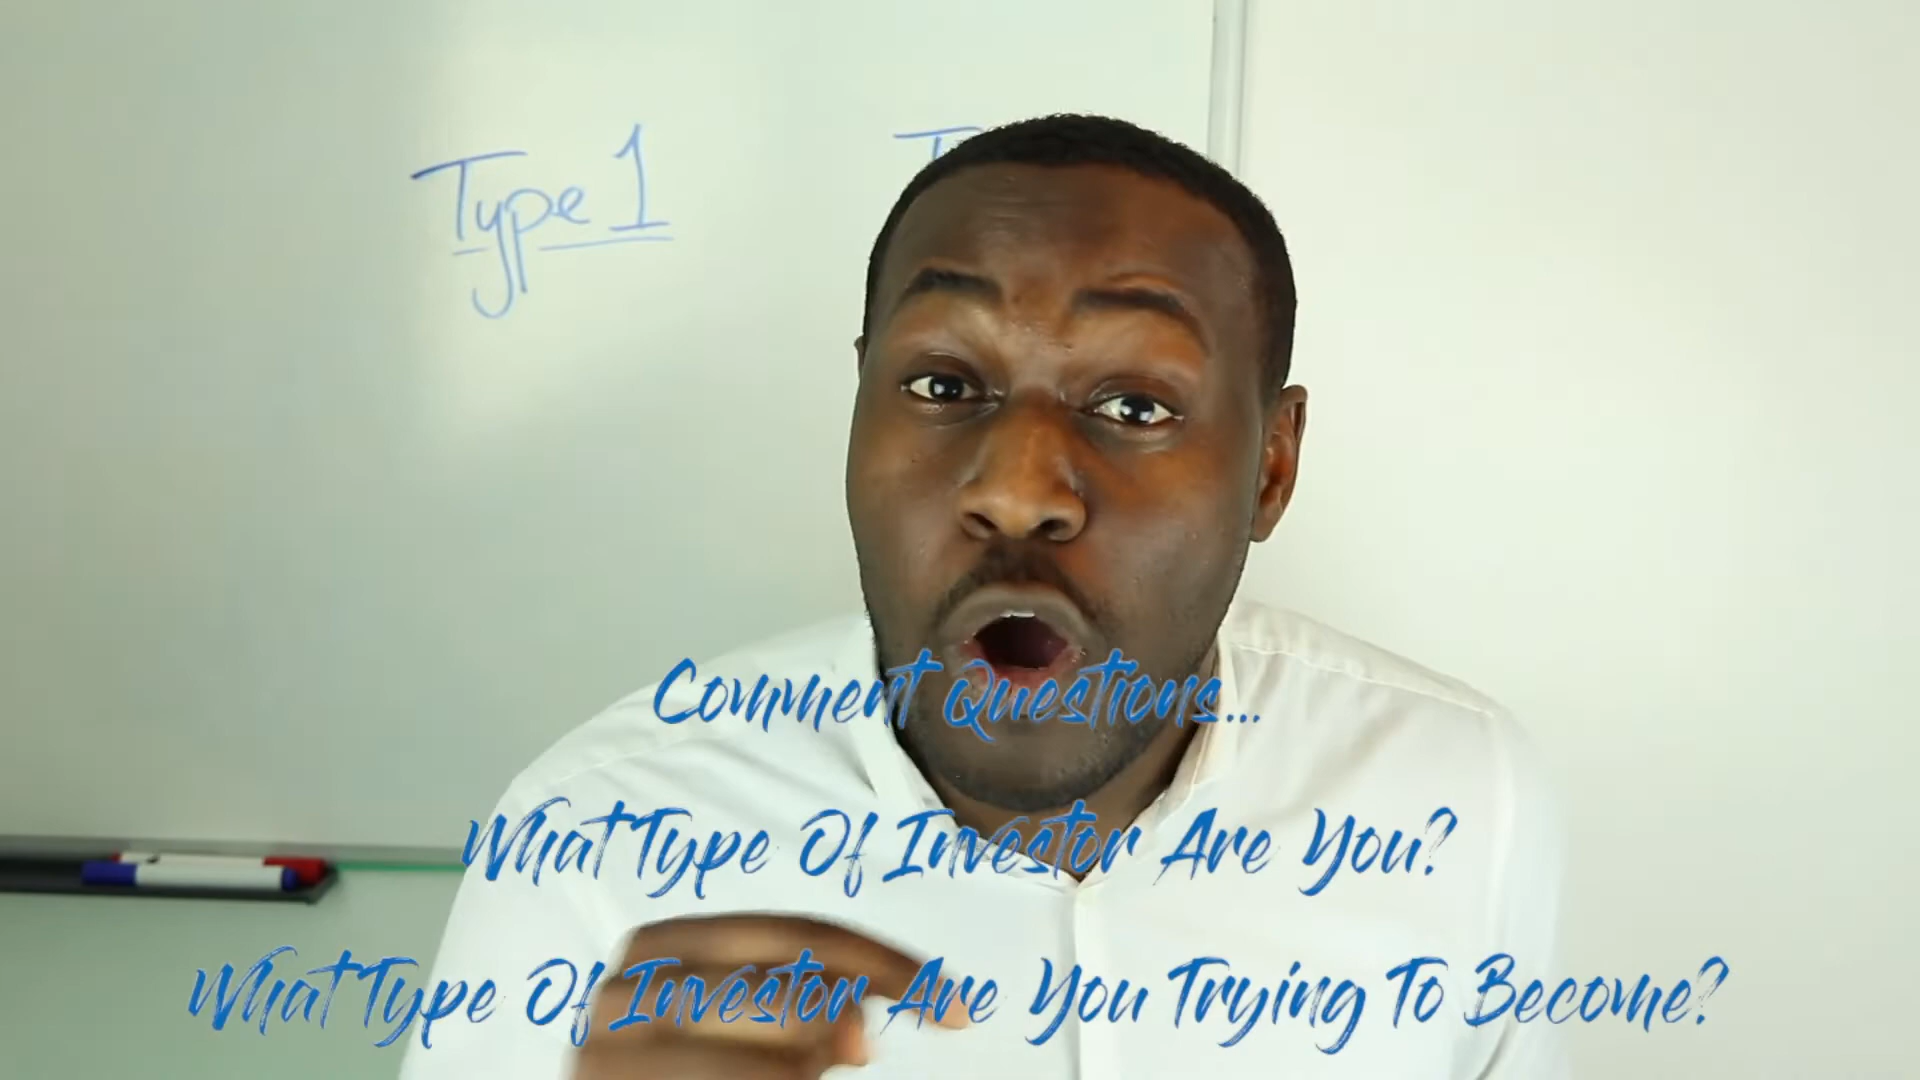 Type 1
Comment Questions...
What Type Of Investor Are You?
What Type Of Investor Are You Trying To Become?